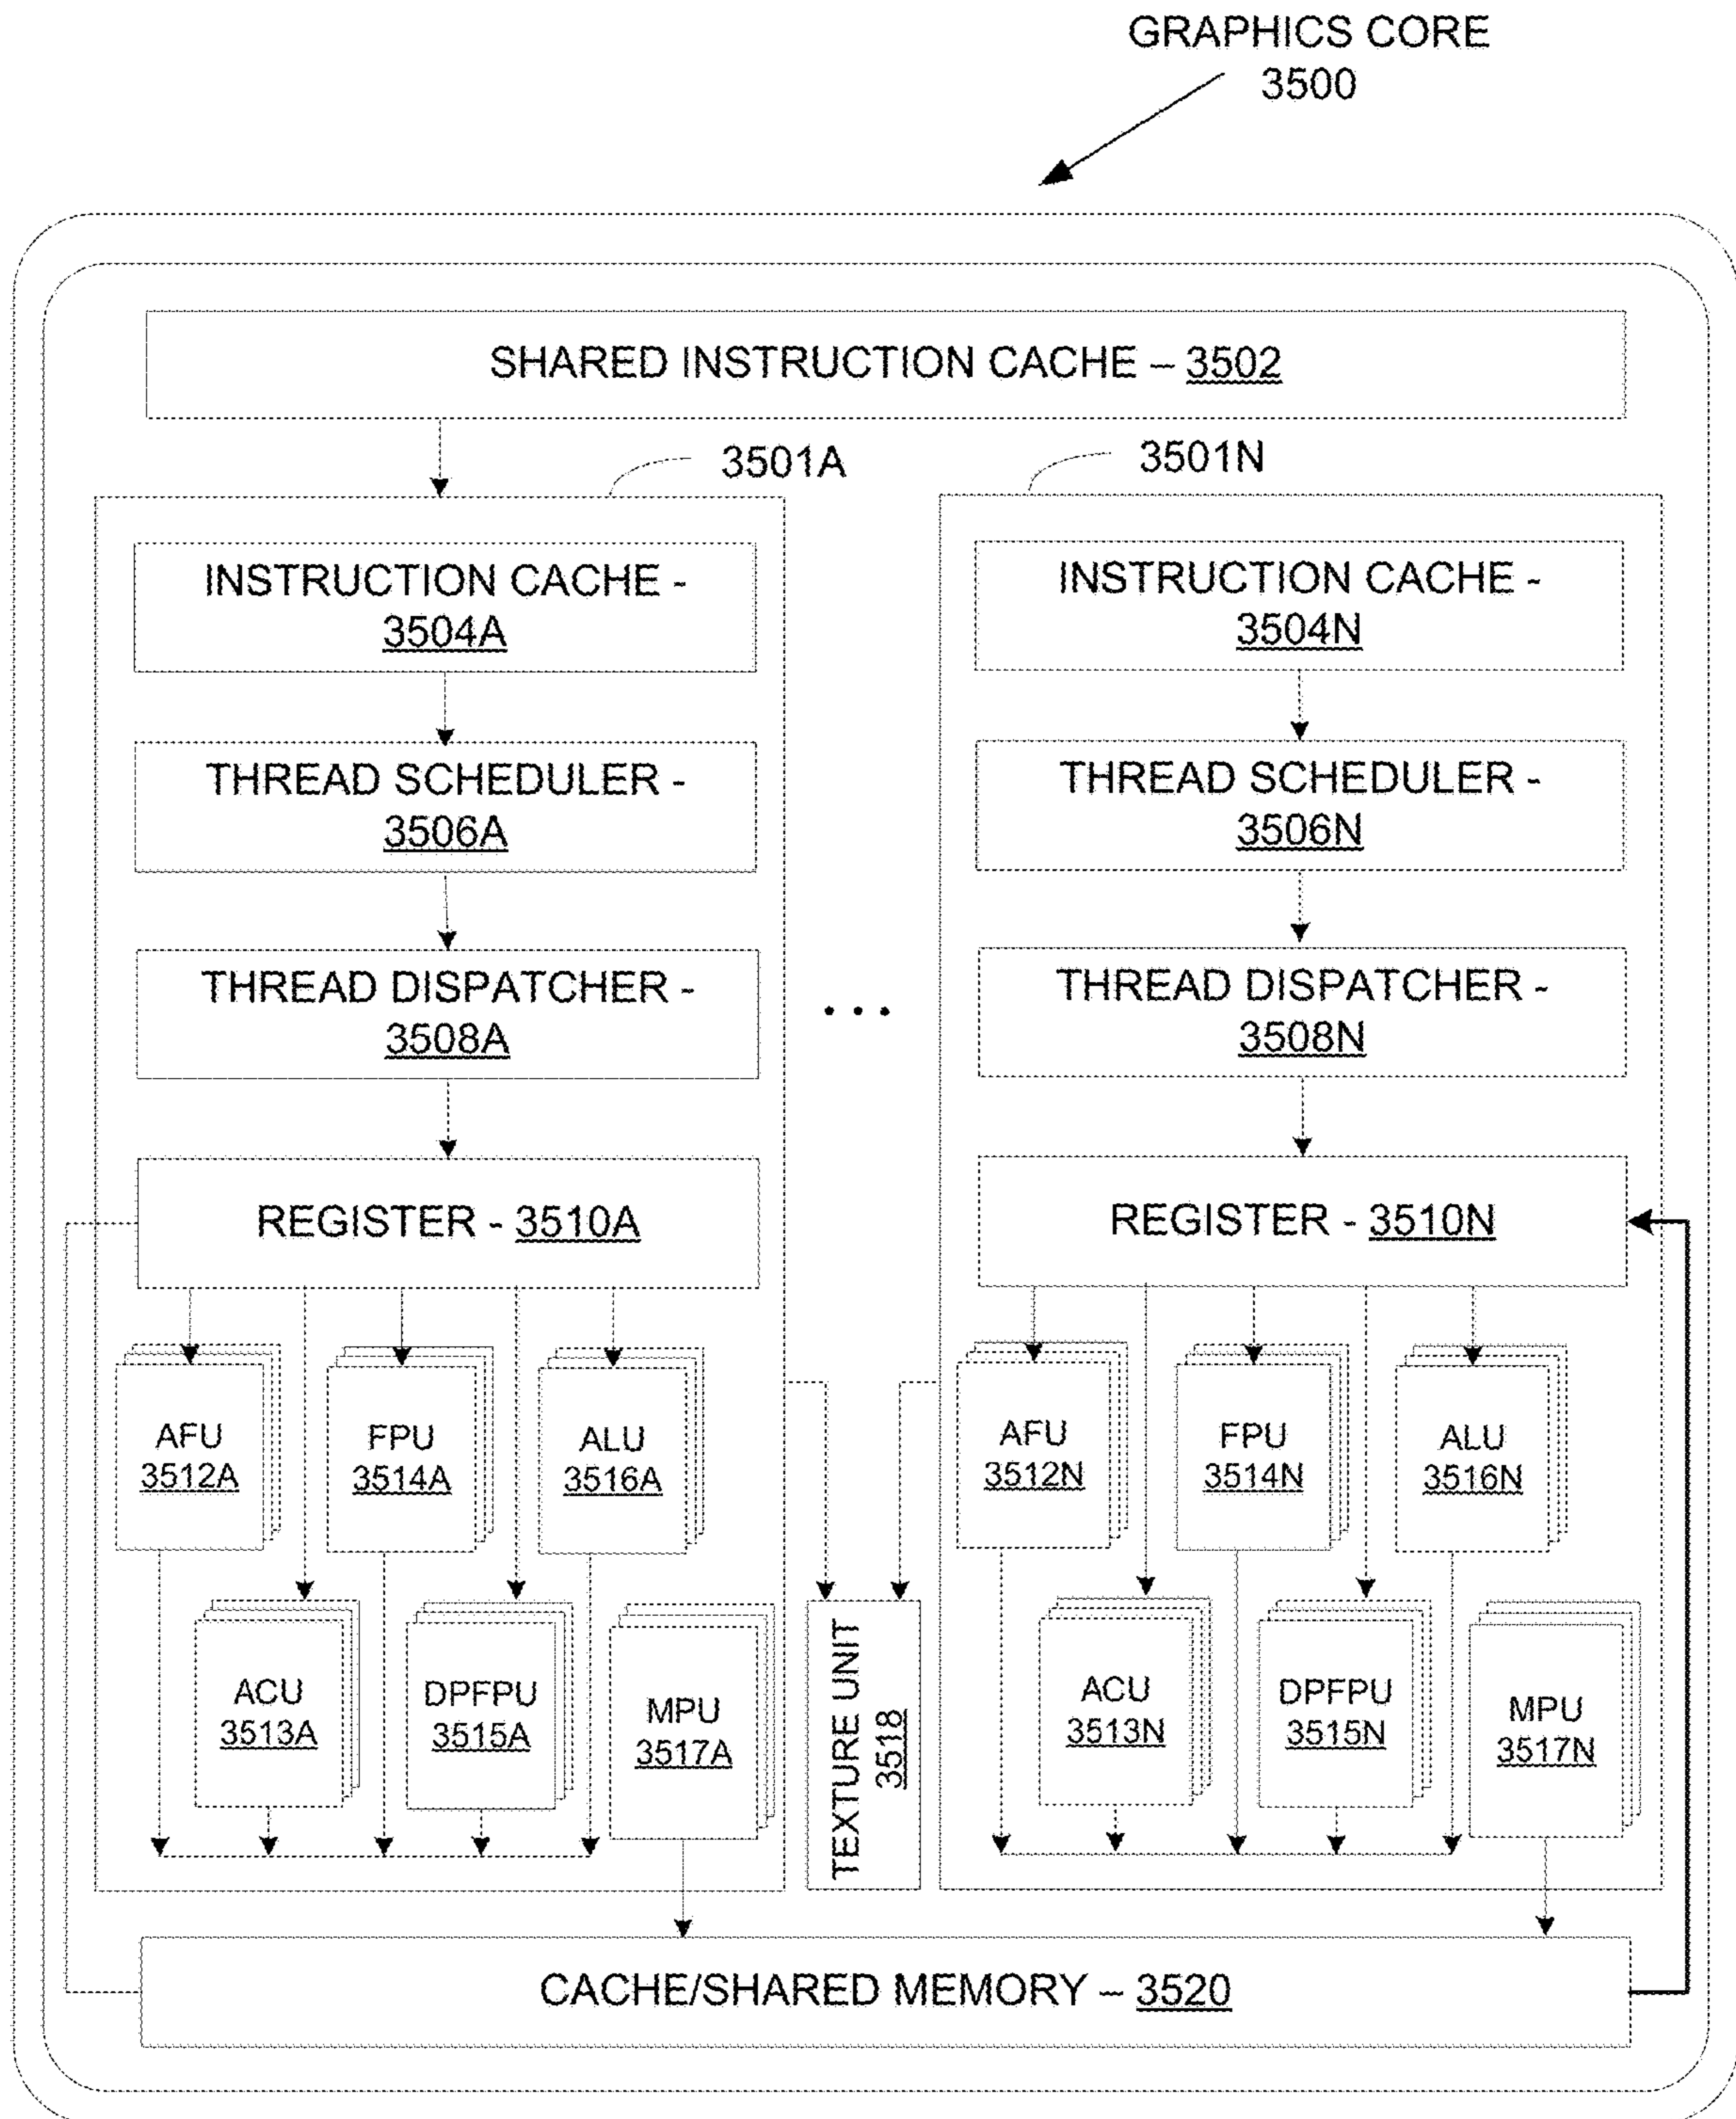 GRAPHICS CORE
3500
SHARED INSTRUCTION CACHE – 3502
3501A
3501N
INSTRUCTION CACHE -
3504A
THREAD SCHEDULER -
3506A
THREAD DISPATCHER -
3508A
REGISTER - 3510A
AFU
3512A
FPU
3514A
ALU
3516A
ACU
3513A
DPFPU
3515A
MPU
3517A
...
TEXTURE UNIT
3518
INSTRUCTION CACHE -
3504N
THREAD SCHEDULER -
3506N
THREAD DISPATCHER -
3508N
REGISTER - 3510N
AFU
3512N
FPU
3514N
ALU
3516N
ACU
3513N
DPFPU
3515N
MPU
3517N
CACHE/SHARED MEMORY – 3520